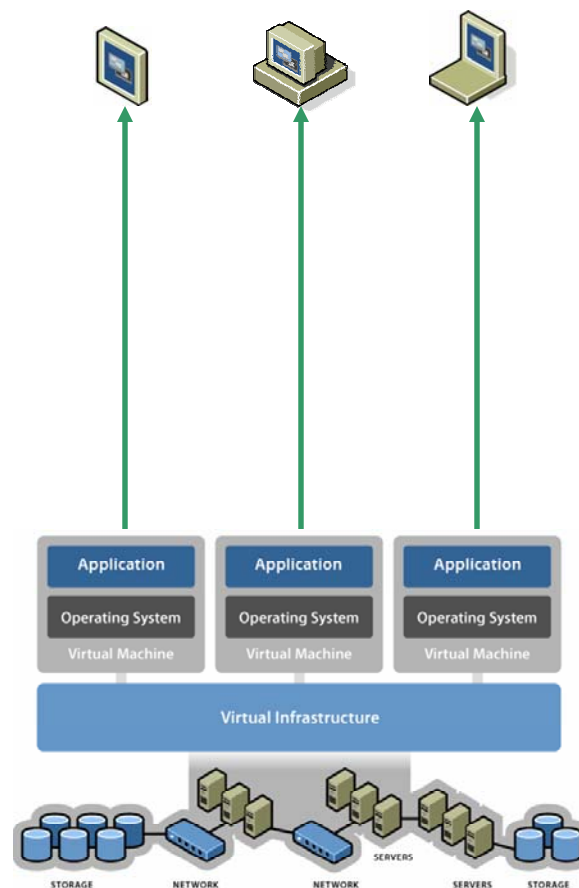 Application
Application
Application
Operating System
Operating System
Operating System
Virtual Machine
Virtual Machine
Virtual Machine
Virtual Infrastructure
SERVERS
STORAGE
NETWORK
NETWORK
SERVERS
STORAGE